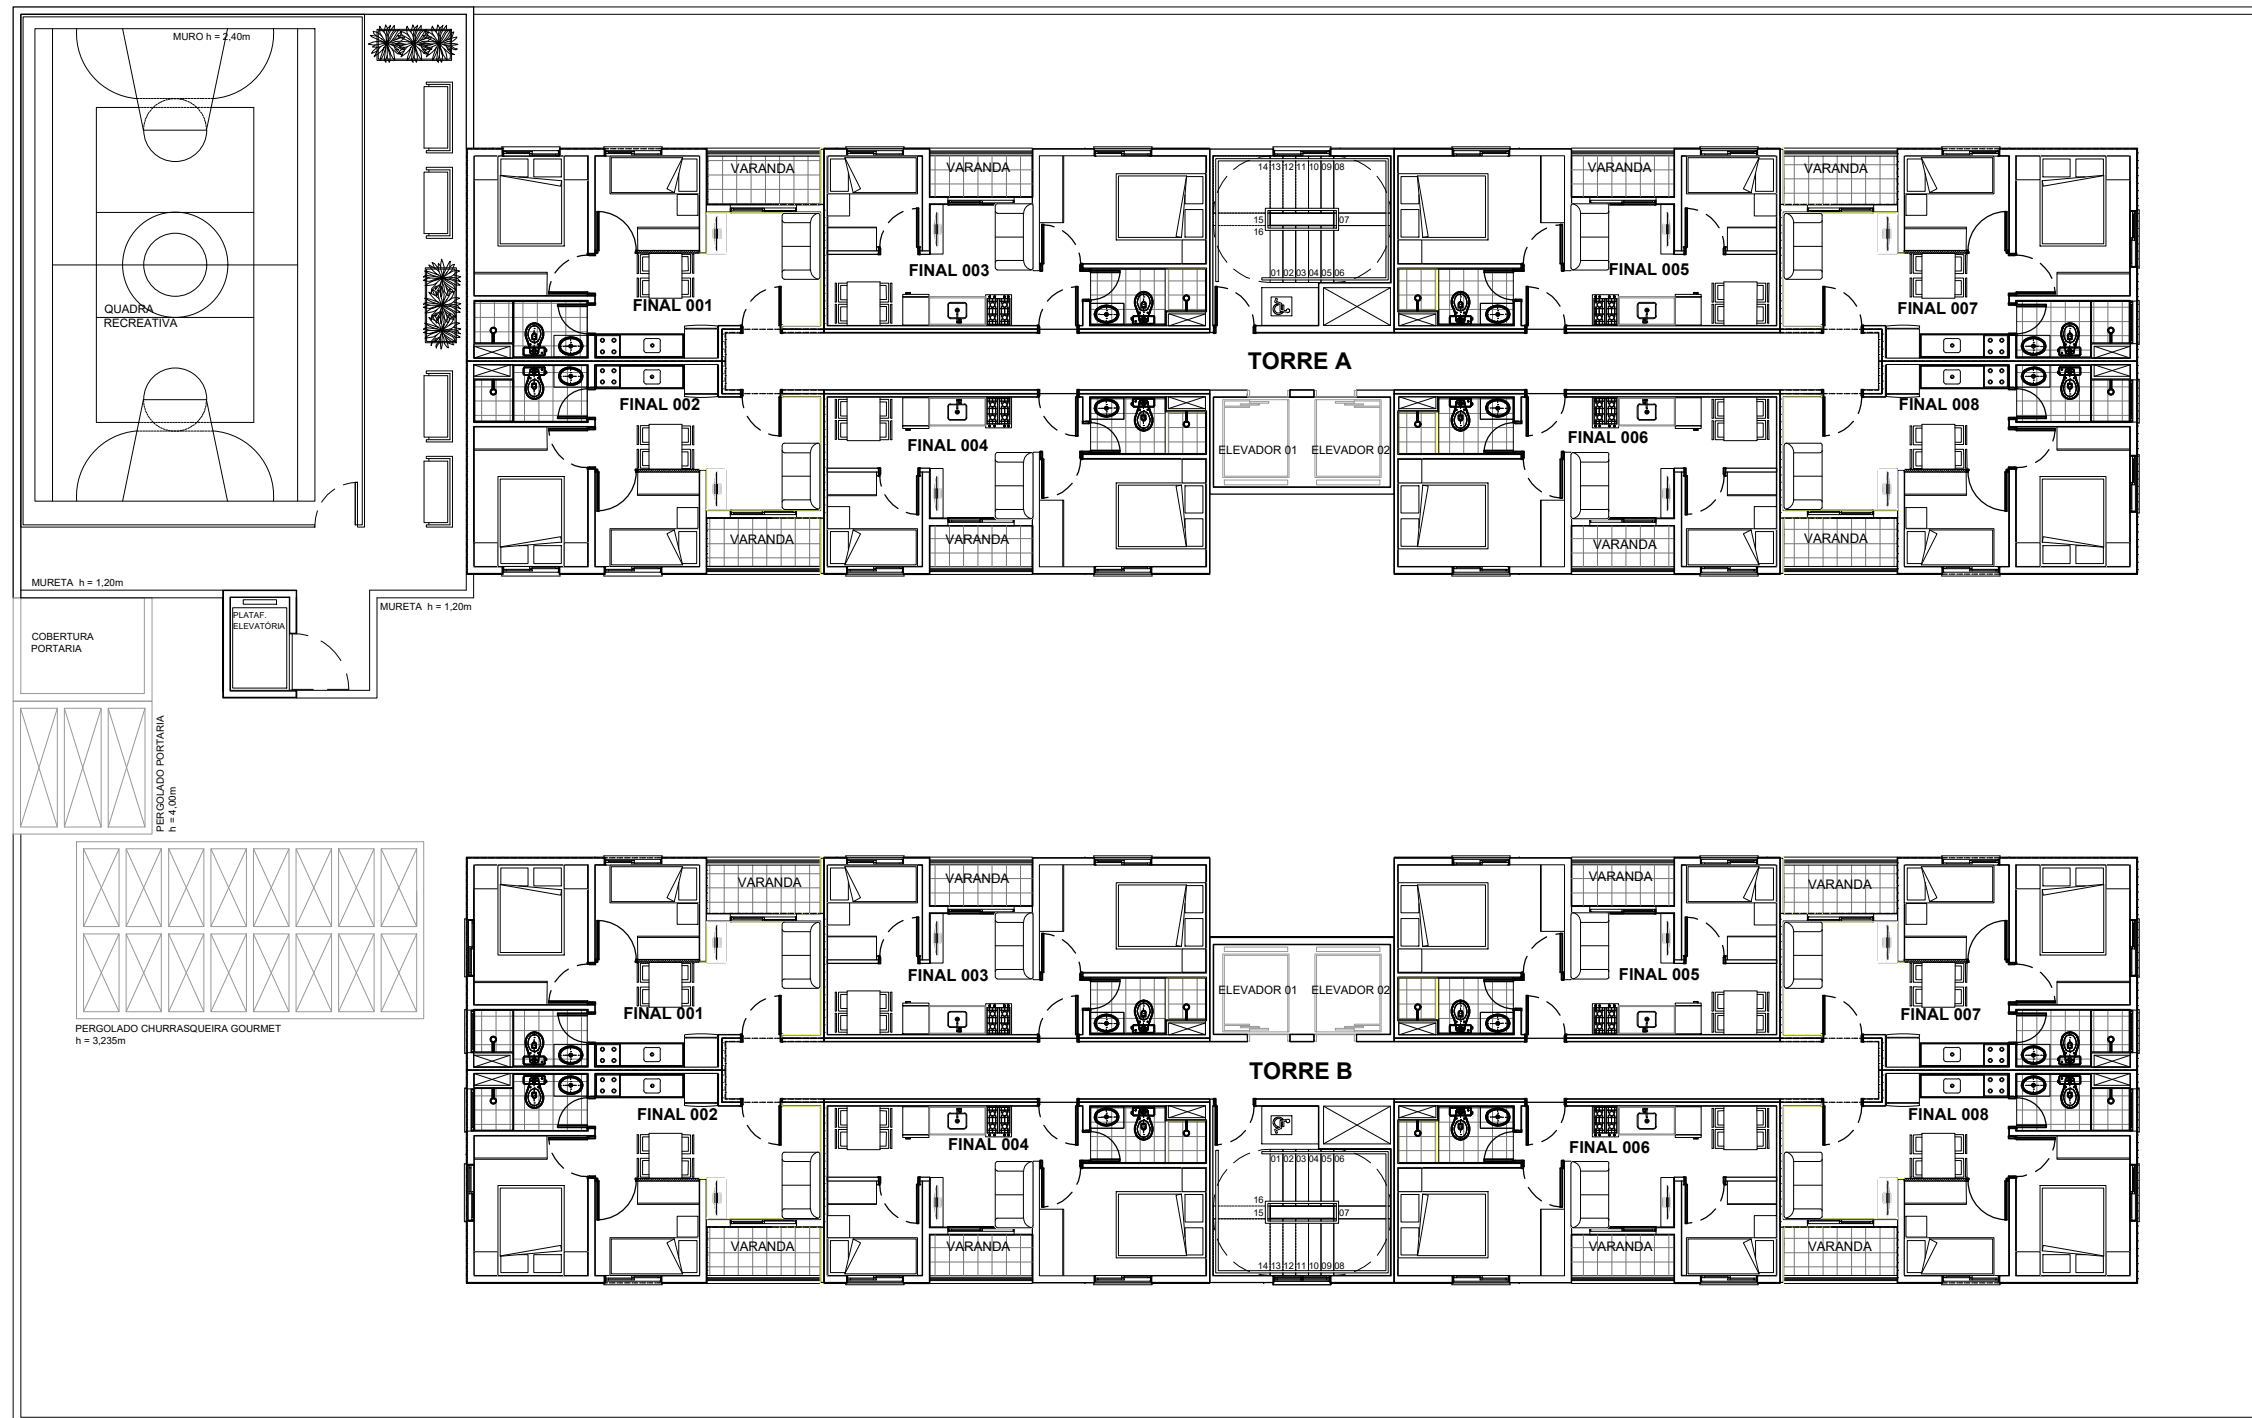 MURO h = 2,40m
QUADRA
RECREATIVA
MURETA h = 1,20m
MURETA h = 1,20m
PLATAF.
ELEVATÓRIA
COBERTURA
PORTARIA
PERGOLADO PORTARIA
h = 4,00m
PERGOLADO CHURRASQUEIRA GOURMET
h = 3,235m
VARANDA
VARANDA
VARANDA
VARANDA
14 13 12 11 10 09 08
15
07
16
01 02 03 04 05 06
FINAL 001
FINAL 003
FINAL 005
FINAL 007
TORRE A
FINAL 002
FINAL 004
FINAL 006
FINAL 008
ELEVADOR 01
ELEVADOR 02
VARANDA
VARANDA
VARANDA
VARANDA
VARANDA
VARANDA
VARANDA
VARANDA
FINAL 001
FINAL 003
FINAL 005
FINAL 007
ELEVADOR 01
ELEVADOR 02
TORRE B
FINAL 002
FINAL 004
FINAL 006
FINAL 008
01 02 03 04 05 06
16
15
07
14 13 12 11 10 09 08
VARANDA
VARANDA
VARANDA
VARANDA